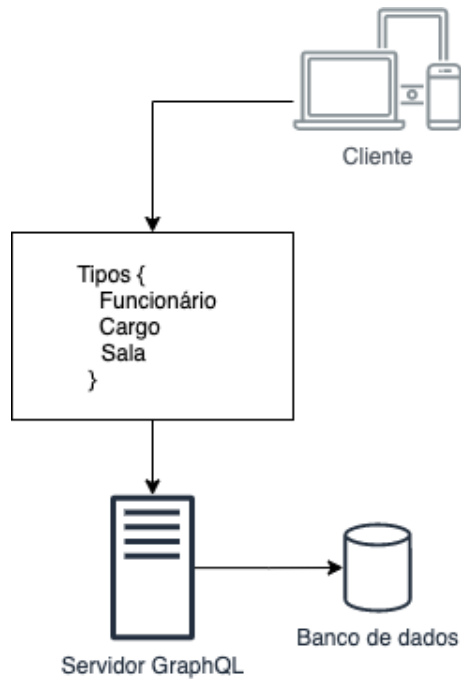 Cliente
Tipos {
Funcionário
Cargo
Sala
}
Banco de dados
Servidor GraphQL